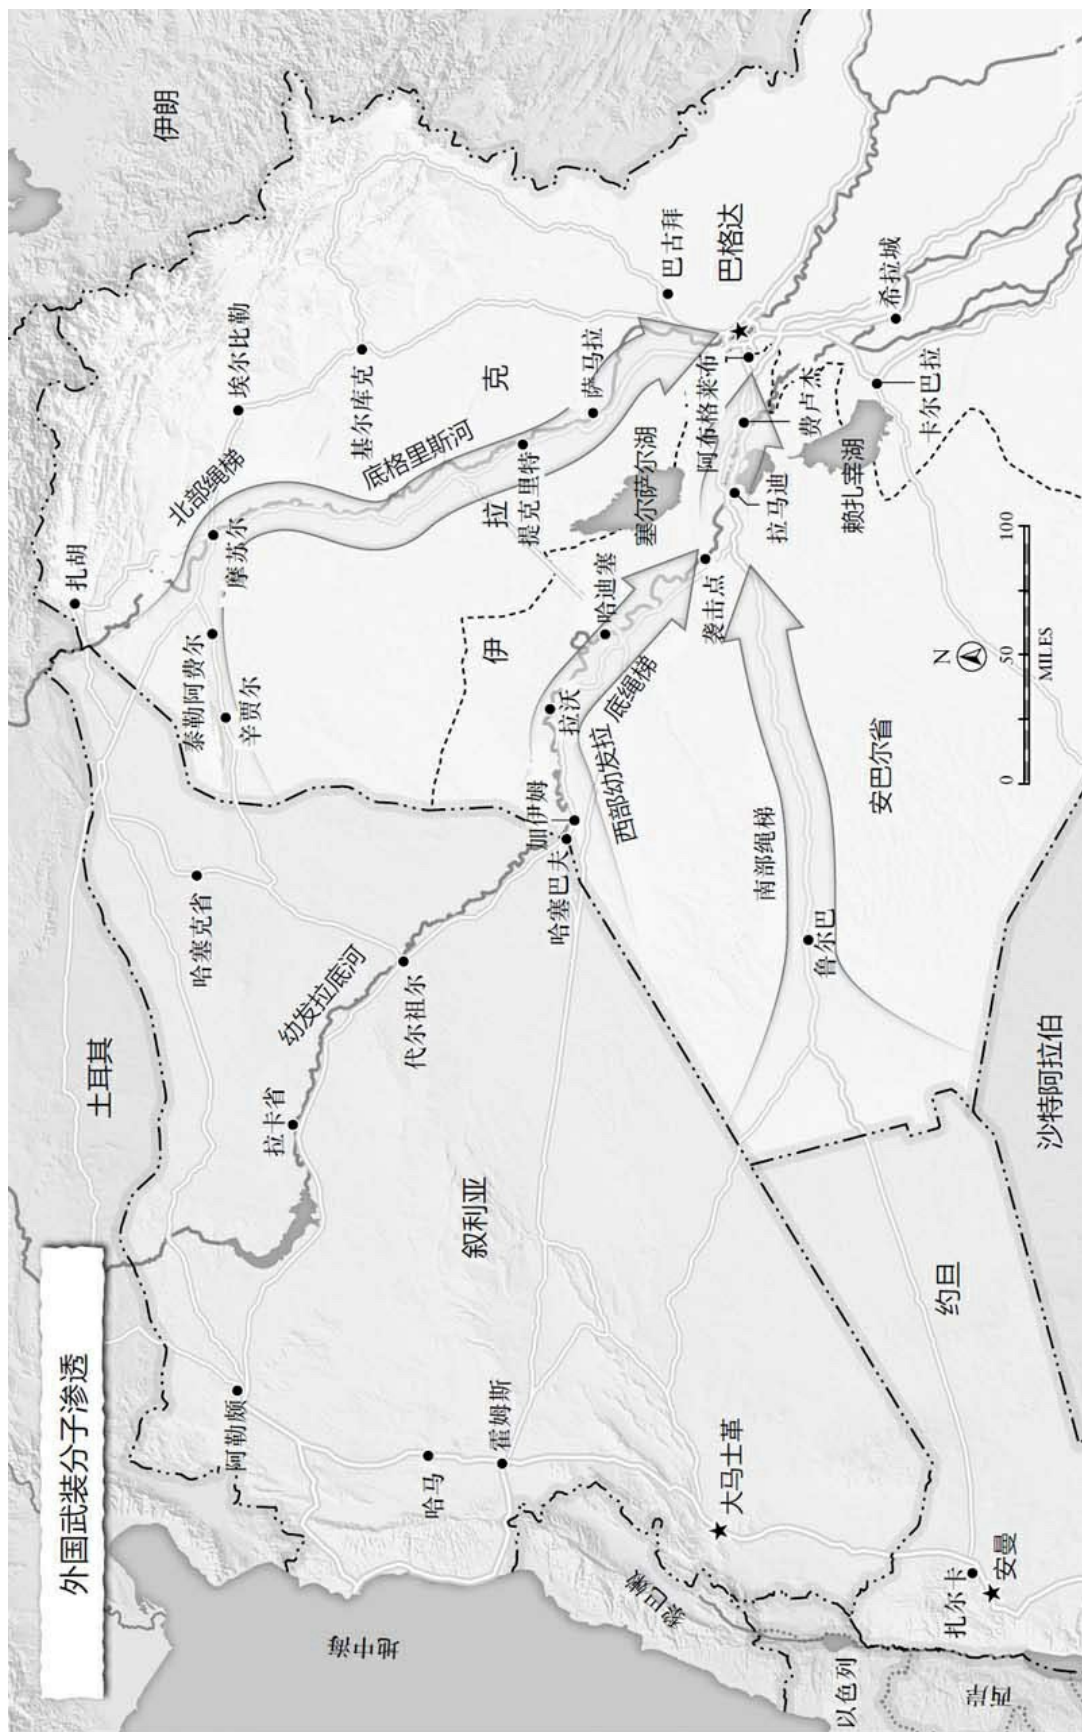 外国武装分子渗透
土耳其
伊朗
扎胡
北部绳梯
埃尔比勒
摩苏尔
泰勒阿费尔
辛贾尔
哈塞克省
阿勒颇
拉卡省
幼发拉底河
代尔祖尔
基尔库克
底格里斯河
克
拉
伊
提克里特
萨马拉
巴古拜
巴格达
塞尔萨尔湖
阿布格莱布
费卢杰
拉马迪
赖扎宰湖
卡尔巴拉
希拉城
袭击点
哈迪塞
拉沃
加伊姆
哈塞巴夫
西部幼发拉
底绳梯
南部绳梯
鲁尔巴
安巴尔省
叙利亚
哈马
霍姆斯
大马士革
地中海
黎巴嫩
以色列
西岸
扎尔卡
安曼
约旦
沙特阿拉伯
N
0
50
100
MILES